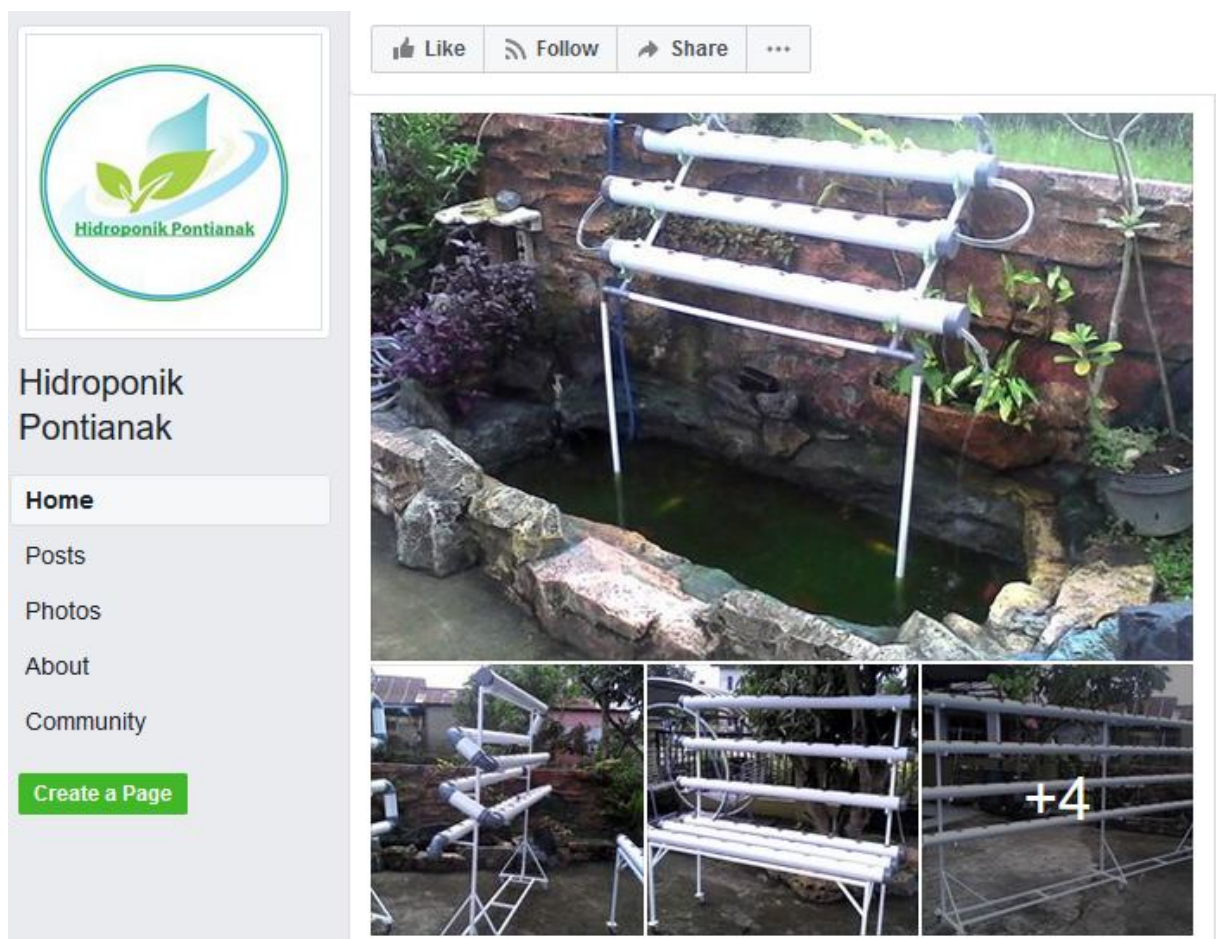 Hidroponik Pontianak
Hidroponik
Pontianak
Home
Posts
Photos
About
Community
Create a Page
Like Follow Share
+4